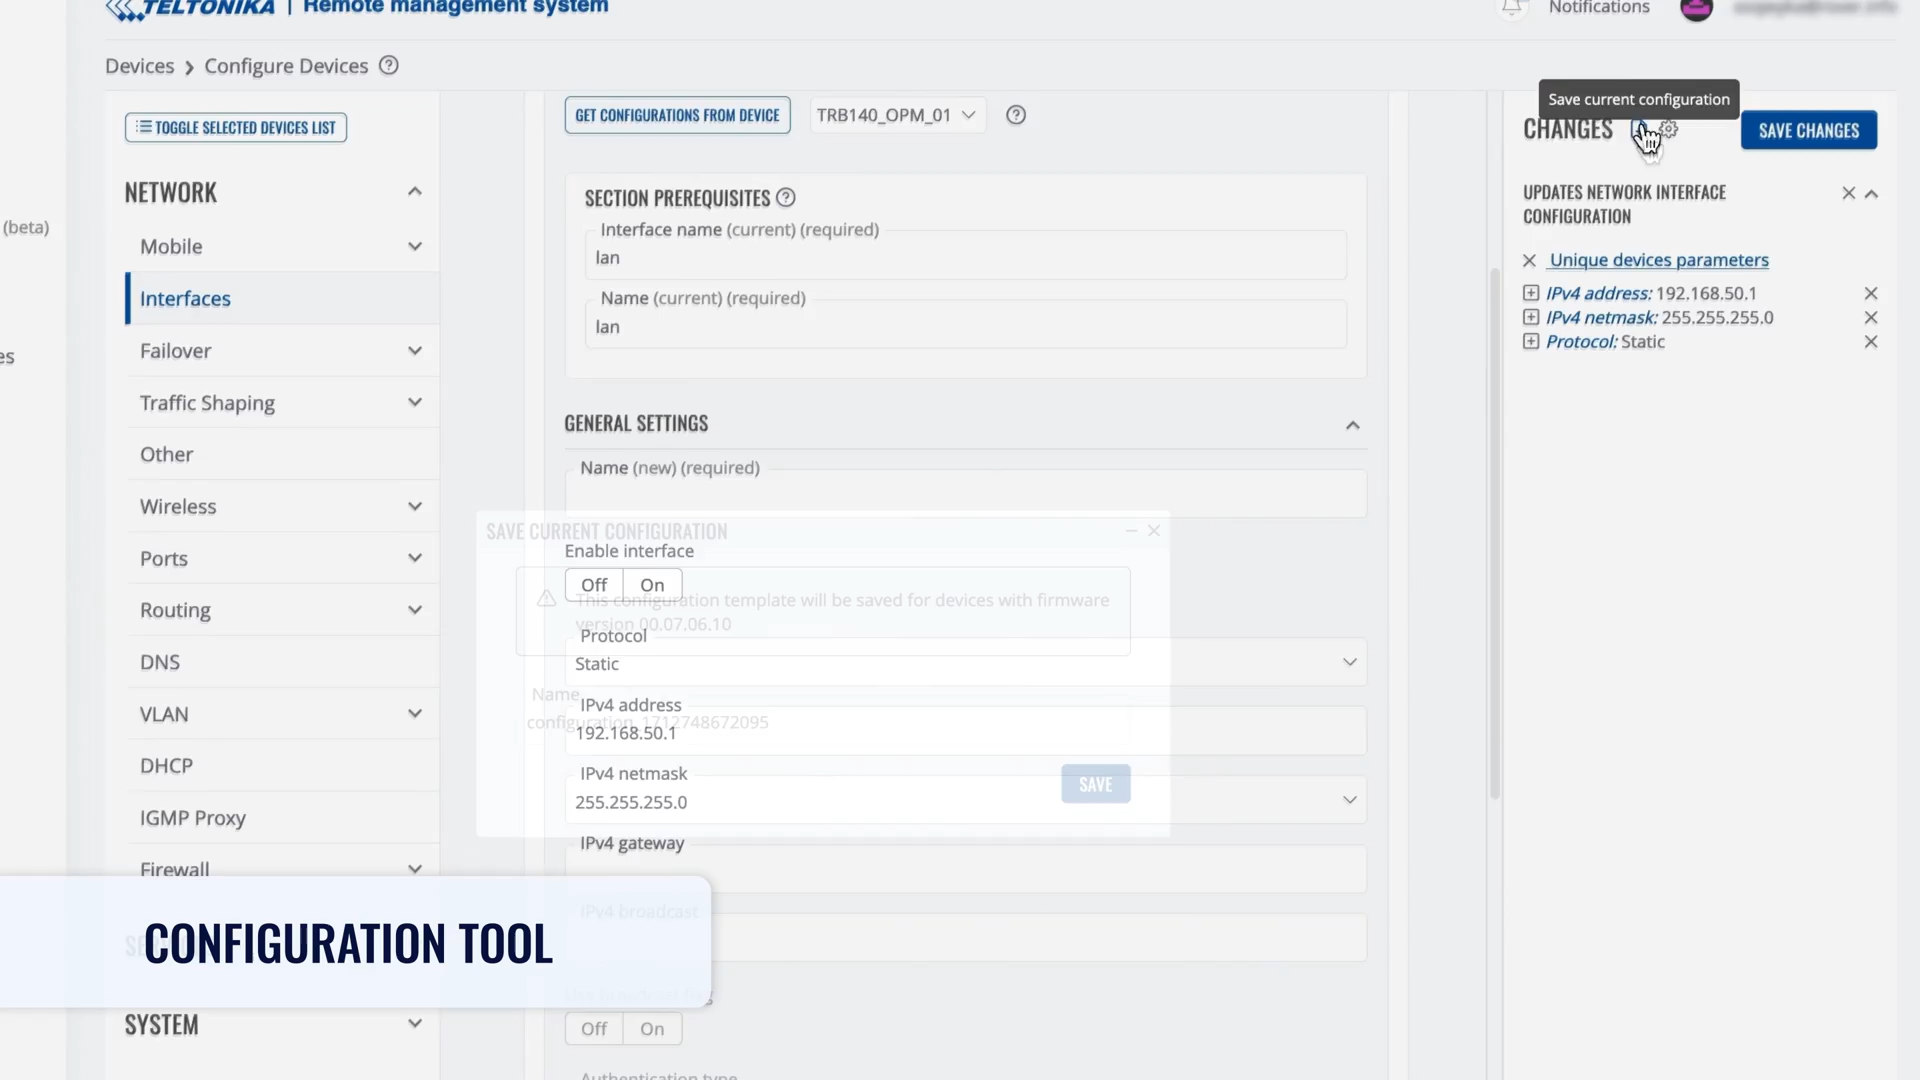 TELTONIKA | Remote management system
Notifications
Devices > Configure Devices
(beta)
es
TOGGLE SELECTED DEVICES LIST
NETWORK
Mobile
Interfaces
Failover
Traffic Shaping
Other
Wireless
Ports
Routing
DNS
VLAN
DHCP
IGMP Proxy
Firewall
SYSTEM
GET CONFIGURATIONS FROM DEVICE
TRB140_OPM_01
SECTION PREREQUISITES
Interface name (current) (required)
lan
Name (current) (required)
lan
GENERAL SETTINGS
Name (new) (required)
Enable interface
Off On
Protocol
Static
IPv4 address
192.168.50.1
IPv4 netmask
255.255.255.0
IPv4 gateway
IPv4 broadcast
Off On
Authentication type
SAVE CURRENT CONFIGURATION
This configuration template will be saved for devices with firmware
version 00.07.06.10
Name
configuration_1712748672095
SAVE
Save current configuration
CHANGES
SAVE CHANGES
UPDATES NETWORK INTERFACE
CONFIGURATION
Unique devices parameters
IPv4 address: 192.168.50.1
IPv4 netmask: 255.255.255.0
Protocol: Static
CONFIGURATION TOOL